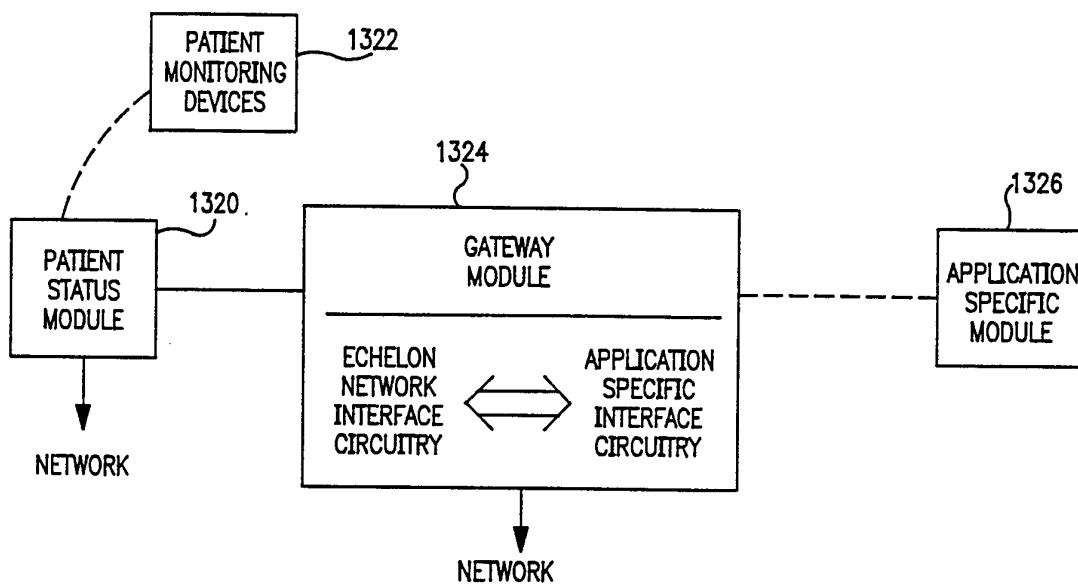 PATIENT
MONITORING
DEVICES
1322
1320
PATIENT
STATUS
MODULE
NETWORK
1324
GATEWAY
MODULE
ECHELON
NETWORK
INTERFACE
CIRCUITRY
APPLICATION
SPECIFIC
INTERFACE
CIRCUITRY
NETWORK
1326
APPLICATION
SPECIFIC
MODULE